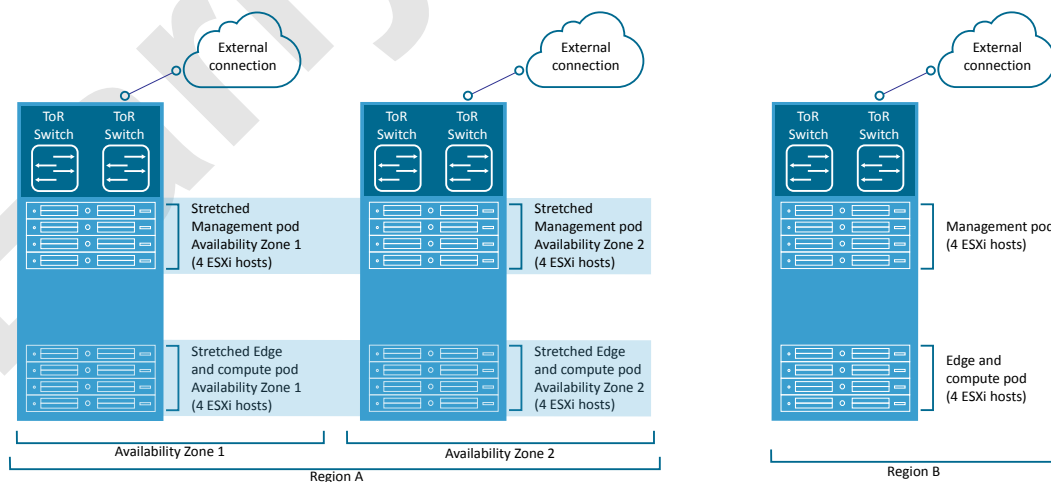 External
connection
External
connection
External
connection
ToR
Switch
ToR
Switch
ToR
Switch
ToR
Switch
ToR
Switch
ToR
Switch
Stretched
Management pod
Availability Zone 1
(4 ESXi hosts)
Stretched
Management pod
Availability Zone 2
(4 ESXi hosts)
Management pod
(4 ESXi hosts)
Stretched Edge
and compute pod
Availability Zone 1
(4 ESXi hosts)
Stretched Edge
and compute pod
Availability Zone 2
(4 ESXi hosts)
Edge and
compute pod
(4 ESXi hosts)
Availability Zone 1
Availability Zone 2
Region A
Region B